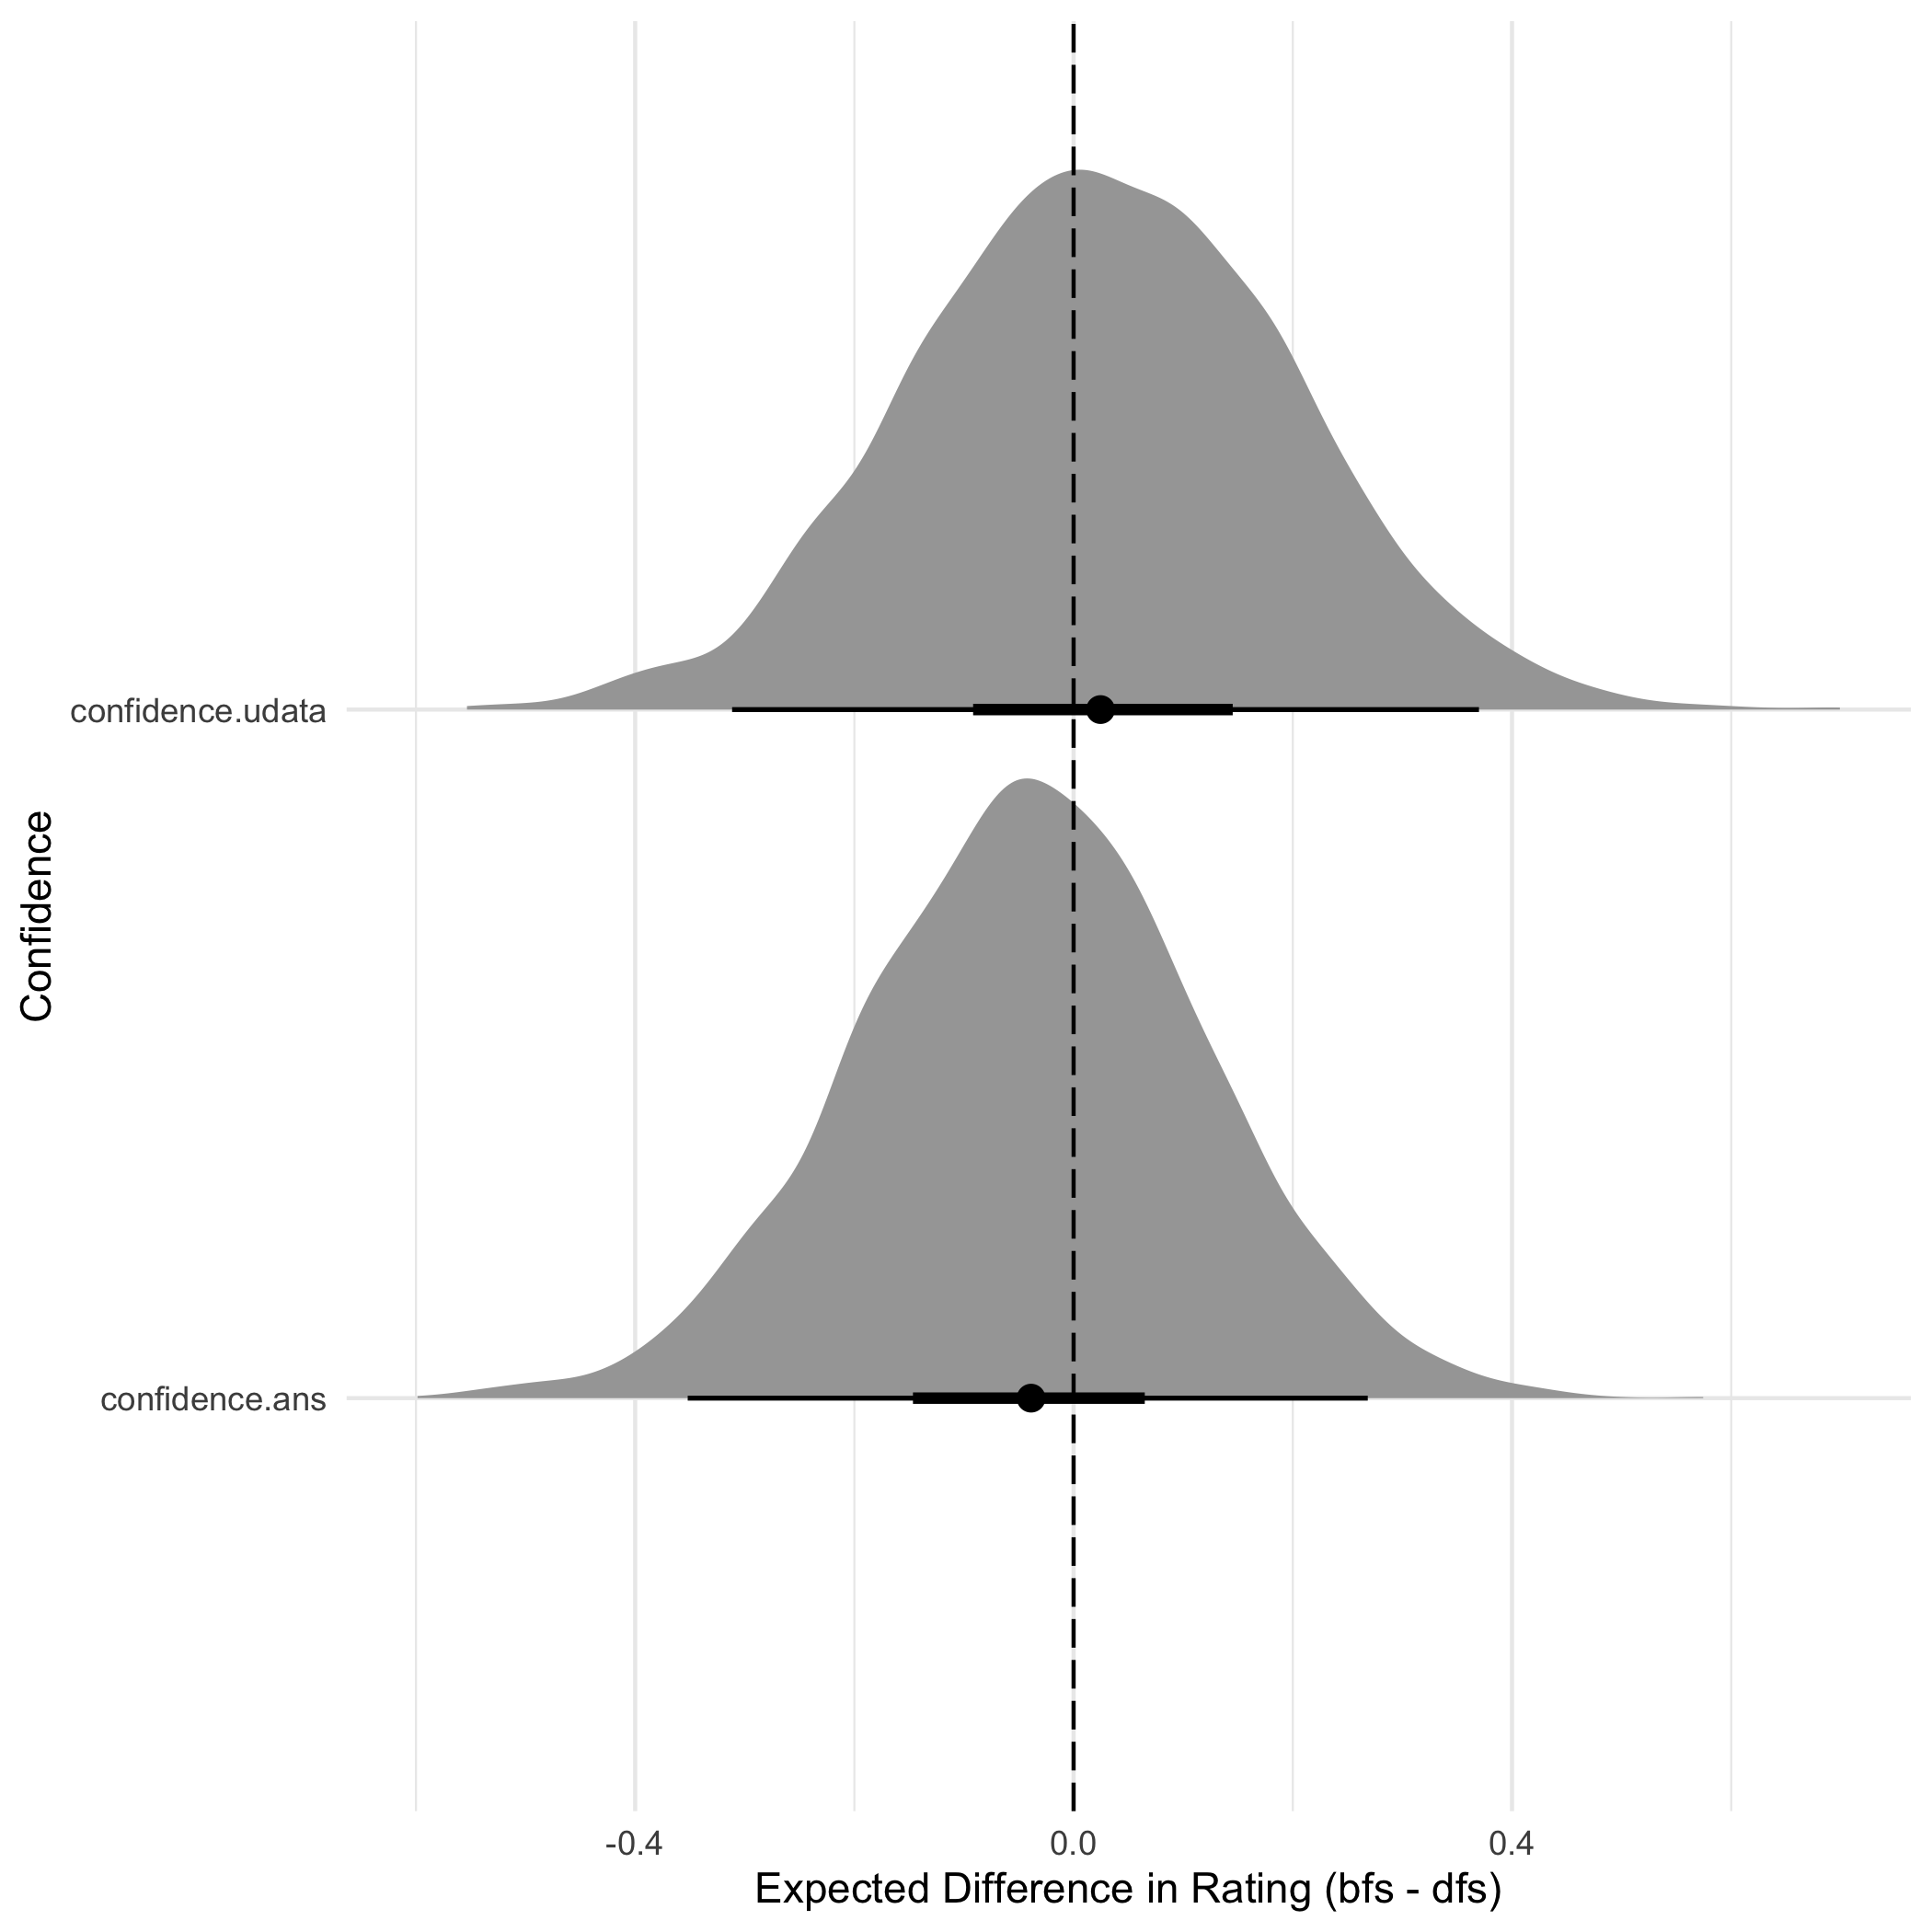 confidence.udata
Confidence
confidence.ans
-0.4
0.0
0.4
Expected Difference in Rating (bfs - dfs)